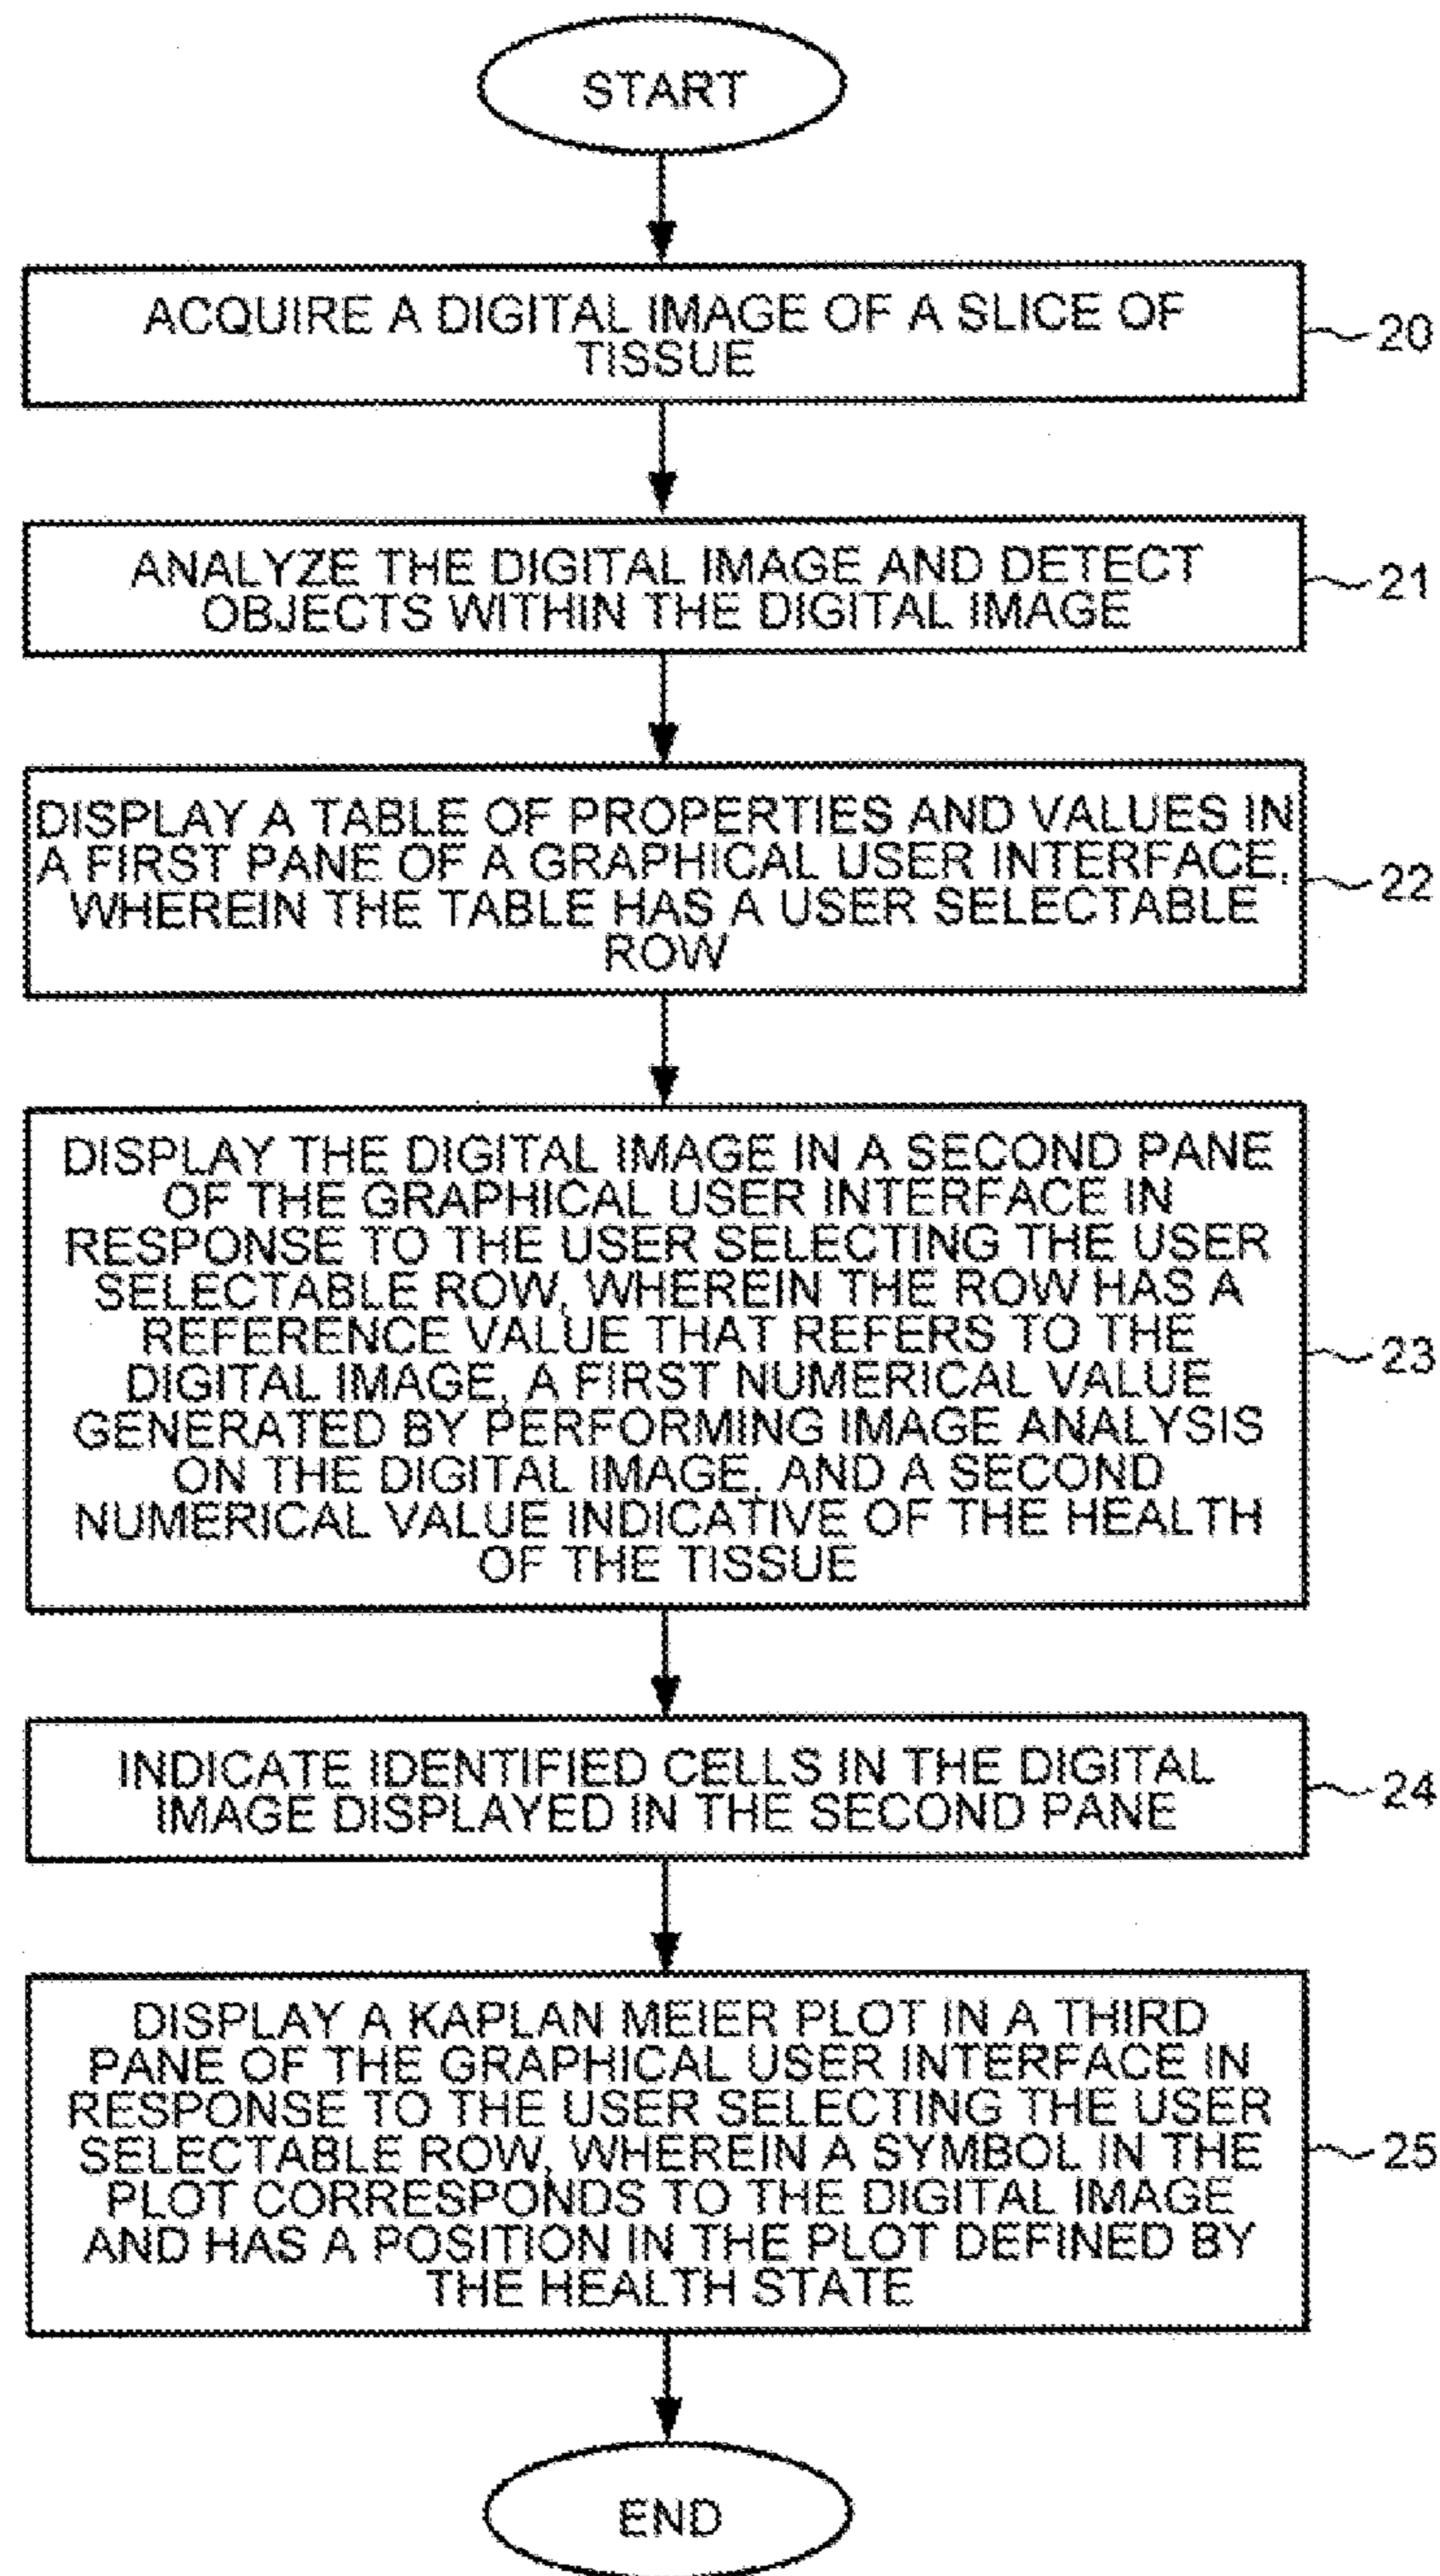 START
ACQUIRE A DIGITAL IMAGE OF A SLICE OF
TISSUE
20
ANALYZE THE DIGITAL IMAGE AND DETECT
OBJECTS WITHIN THE DIGITAL IMAGE
21
DISPLAY A TABLE OF PROPERTIES AND VALUES IN
A FIRST PANE OF A GRAPHICAL USER INTERFACE,
WHEREIN THE TABLE HAS A USER SELECTABLE
ROW
22
DISPLAY THE DIGITAL IMAGE IN A SECOND PANE
OF THE GRAPHICAL USER INTERFACE IN
RESPONSE TO THE USER SELECTING THE USER
SELECTABLE ROW, WHEREIN THE ROW HAS A
REFERENCE VALUE THAT REFERS TO THE
DIGITAL IMAGE, A FIRST NUMERICAL VALUE
GENERATED BY PERFORMING IMAGE ANALYSIS
ON THE DIGITAL IMAGE, AND A SECOND
NUMERICAL VALUE INDICATIVE OF THE HEALTH
OF THE TISSUE
23
INDICATE IDENTIFIED CELLS IN THE DIGITAL
IMAGE DISPLAYED IN THE SECOND PANE
24
DISPLAY A KAPLAN MEIER PLOT IN A THIRD
PANE OF THE GRAPHICAL USER INTERFACE IN
RESPONSE TO THE USER SELECTING THE USER
SELECTABLE ROW, WHEREIN A SYMBOL IN THE
PLOT CORRESPONDS TO THE DIGITAL IMAGE
AND HAS A POSITION IN THE PLOT DEFINED BY
THE HEALTH STATE
25
END